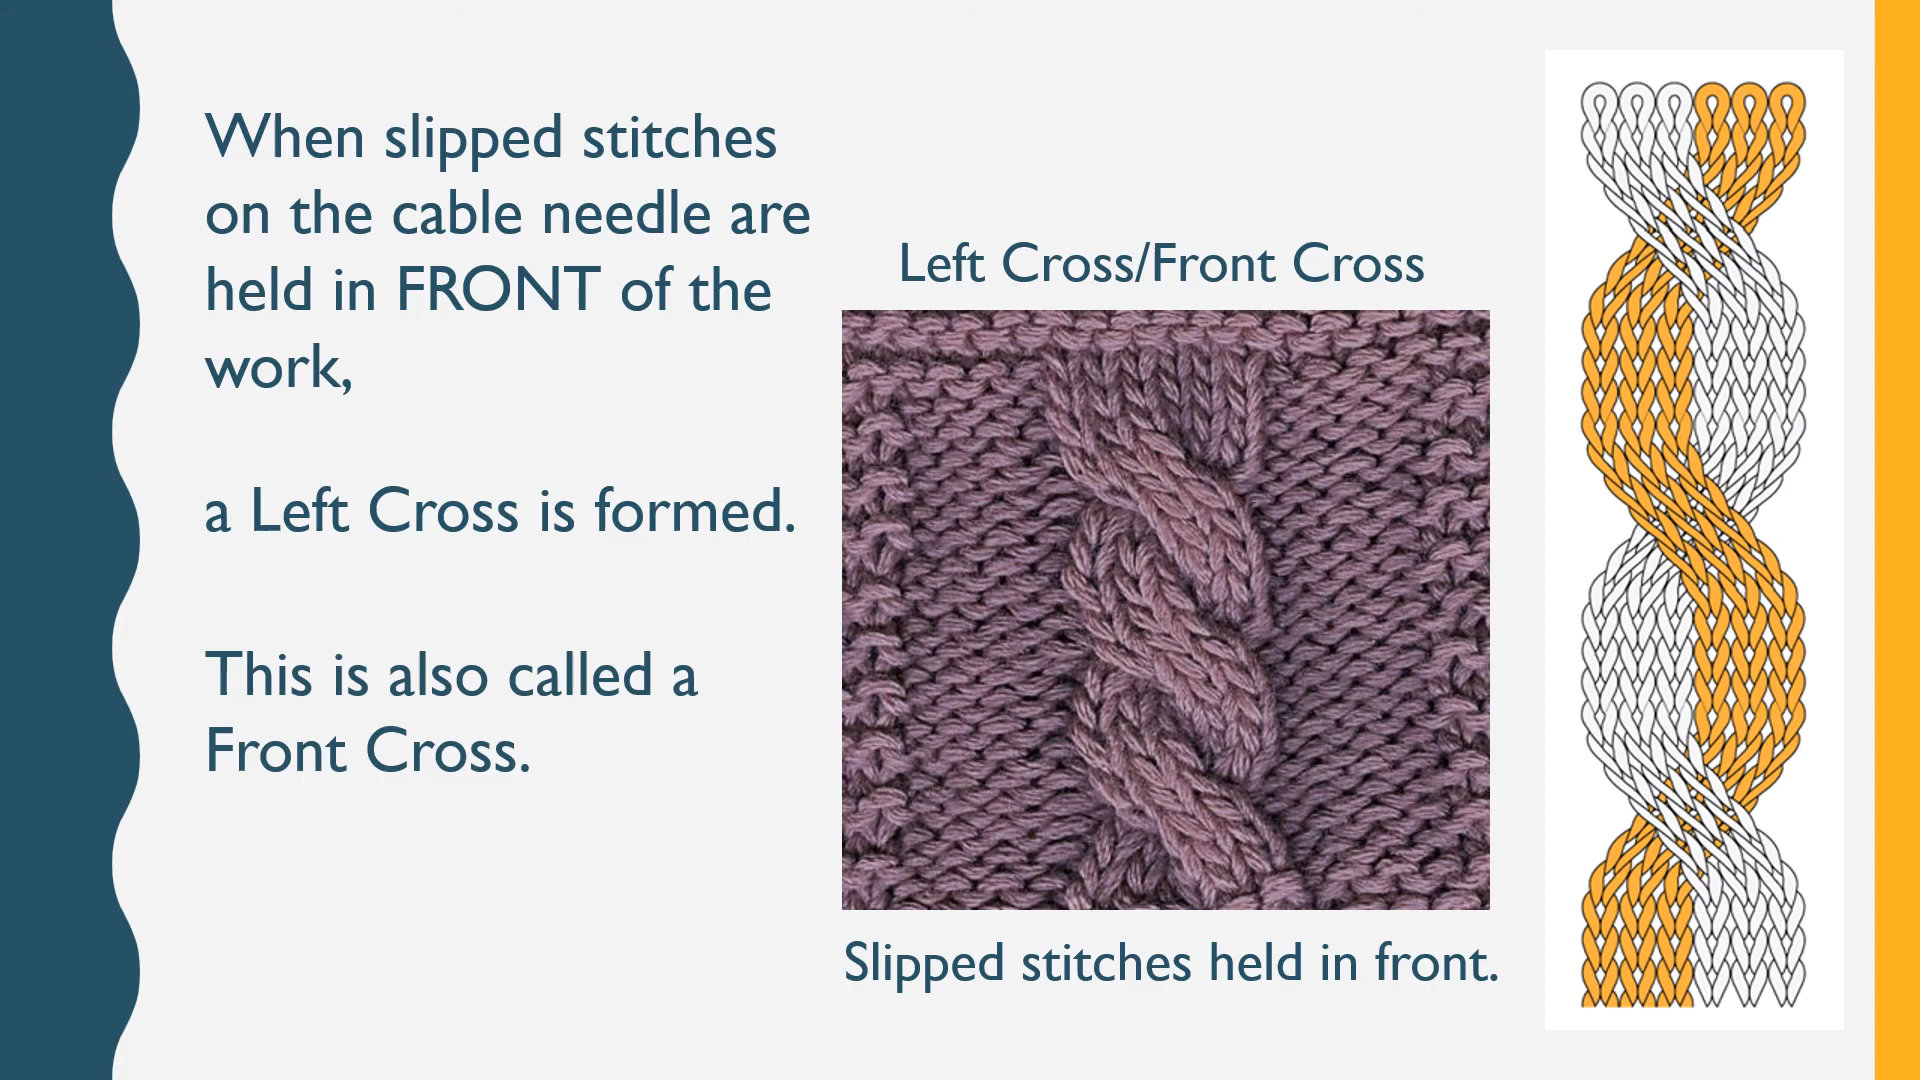 When slipped stitches
on the cable needle are
held in FRONT of the
work,
a Left Cross is formed.
This is also called a
Front Cross.
Left Cross/Front Cross
Slipped stitches held in front.